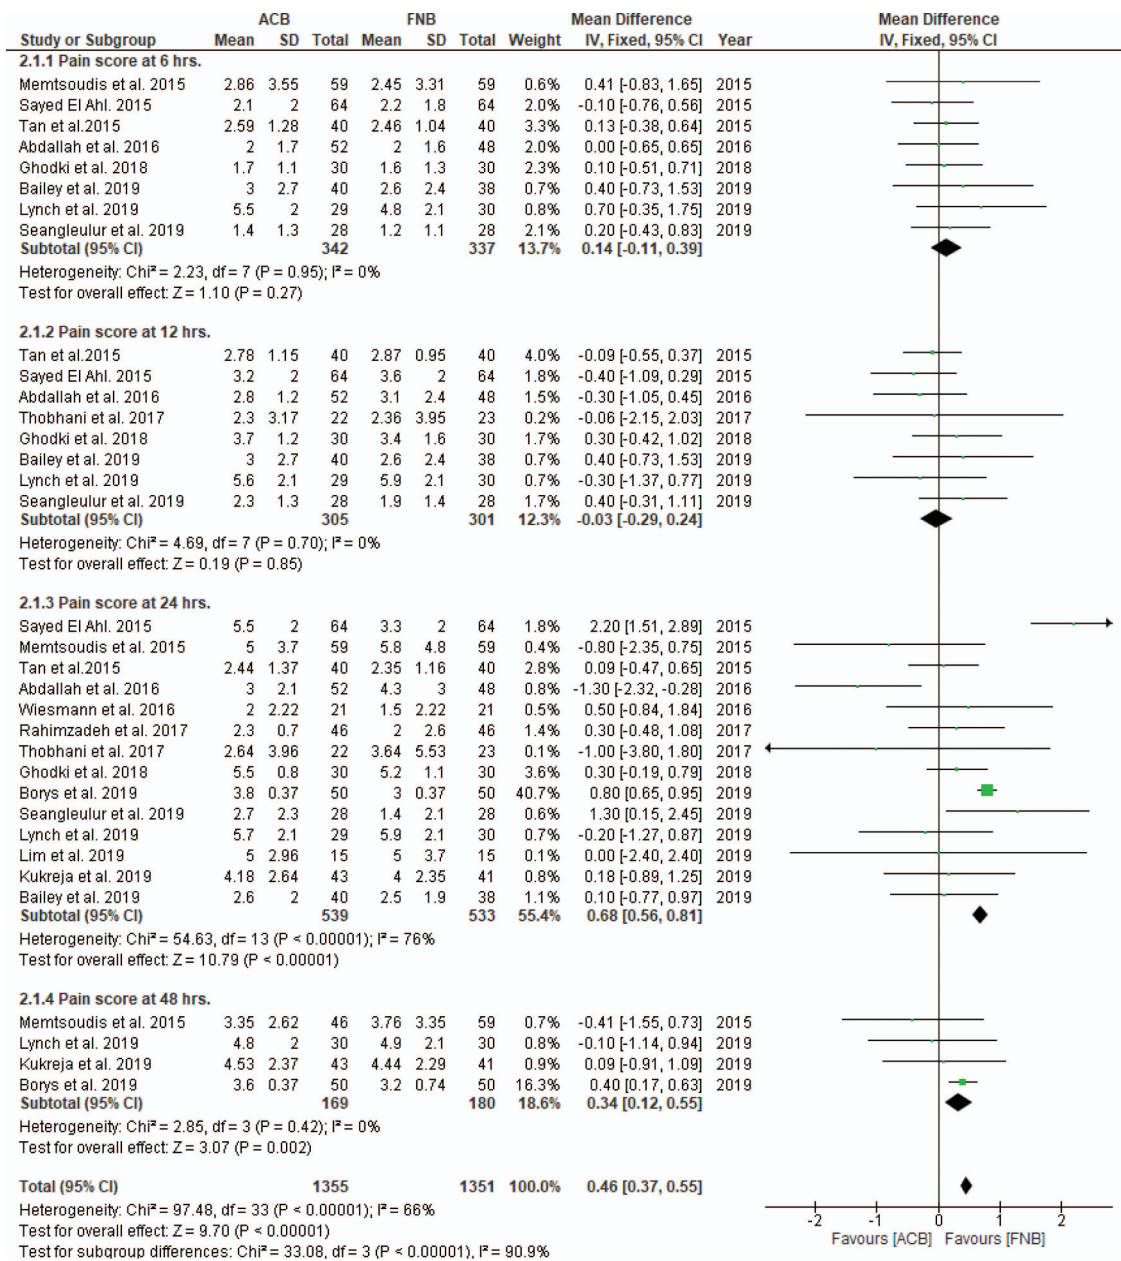 ACB FNB Mean Difference Mean Difference
Study or Subgroup Mean SD Total Mean SD Total Weight IV, Fixed, 95% CI Year IV, Fixed, 95% CI
2.1.1 Pain score at 6 hrs.
Memtsoudis et al. 2015 2.86 3.55 59 2.45 3.31 59 0.6% 0.41 [-0.83, 1.65] 2015
Sayed El Ahl. 2015 2.1 2 64 2.2 1.8 64 2.0% -0.10 [-0.76, 0.56] 2015
Tan et al.2015 2.59 1.28 40 2.46 1.04 40 3.3% 0.13 [-0.38, 0.64] 2015
Abdallah et al. 2016 2 1.7 52 2 1.6 48 2.0% 0.00 [-0.65, 0.65] 2016
Ghodki et al. 2018 1.7 1.1 30 1.6 1.3 30 2.3% 0.10 [-0.51, 0.71] 2018
Bailey et al. 2019 3 2.7 40 2.6 2.4 38 0.7% 0.40 [-0.73, 1.53] 2019
Lynch et al. 2019 5.5 2 29 4.8 2.1 30 0.8% 0.70 [-0.35, 1.75] 2019
Seangleulur et al. 2019 1.4 1.3 28 1.2 1.1 28 2.1% 0.20 [-0.43, 0.83] 2019
Subtotal (95% CI) 342 337 13.7% 0.14 [-0.11, 0.39]
Heterogeneity: Chi² = 2.23, df = 7 (P = 0.95); I² = 0%
Test for overall effect: Z = 1.10 (P = 0.27)
2.1.2 Pain score at 12 hrs.
Tan et al.2015 2.78 1.15 40 2.87 0.95 40 4.0% -0.09 [-0.55, 0.37] 2015
Sayed El Ahl. 2015 3.2 2 64 3.6 2 64 1.8% -0.40 [-1.09, 0.29] 2015
Abdallah et al. 2016 2.8 1.2 52 3.1 2.4 48 1.5% -0.30 [-1.05, 0.45] 2016
Thobhani et al. 2017 2.3 3.17 22 2.36 3.95 23 0.2% -0.06 [-2.15, 2.03] 2017
Ghodki et al. 2018 3.7 1.2 30 3.4 1.6 30 1.7% 0.30 [-0.42, 1.02] 2018
Bailey et al. 2019 3 2.7 40 2.6 2.4 38 0.7% 0.40 [-0.73, 1.53] 2019
Lynch et al. 2019 5.6 2.1 29 5.9 2.1 30 0.7% -0.30 [-1.37, 0.77] 2019
Seangleulur et al. 2019 2.3 1.3 28 1.9 1.4 28 1.7% 0.40 [-0.31, 1.11] 2019
Subtotal (95% CI) 305 301 12.3% -0.03 [-0.29, 0.24]
Heterogeneity: Chi² = 4.69, df = 7 (P = 0.70); I² = 0%
Test for overall effect: Z = 0.19 (P = 0.85)
2.1.3 Pain score at 24 hrs.
Sayed El Ahl. 2015 5.5 2 64 3.3 2 64 1.8% 2.20 [1.51, 2.89] 2015
Memtsoudis et al. 2015 5 3.7 59 5.8 4.8 59 0.4% -0.80 [-2.35, 0.75] 2015
Tan et al.2015 2.44 1.37 40 2.35 1.16 40 2.8% 0.09 [-0.47, 0.65] 2015
Abdallah et al. 2016 3 2.1 52 4.3 3 48 0.8% -1.30 [-2.32, -0.28] 2016
Wiesmann et al. 2016 2 2.22 21 1.5 2.22 21 0.5% 0.50 [-0.84, 1.84] 2016
Rahimzadeh et al. 2017 2.3 0.7 46 2 2.6 46 1.4% 0.30 [-0.48, 1.08] 2017
Thobhani et al. 2017 2.64 3.96 22 3.64 5.53 23 0.1% -1.00 [-3.80, 1.80] 2017
Ghodki et al. 2018 5.5 0.8 30 5.2 1.1 30 3.6% 0.30 [-0.19, 0.79] 2018
Borys et al. 2019 3.8 0.37 50 3 0.37 50 40.7% 0.80 [0.65, 0.95] 2019
Seangleulur et al. 2019 2.7 2.3 28 1.4 2.1 28 0.6% 1.30 [0.15, 2.45] 2019
Lynch et al. 2019 5.7 2.1 29 5.9 2.1 30 0.7% -0.20 [-1.27, 0.87] 2019
Lim et al. 2019 5 2.96 15 5 3.7 15 0.1% 0.00 [-2.40, 2.40] 2019
Kukreja et al. 2019 4.18 2.64 43 4 2.35 41 0.8% 0.18 [-0.89, 1.25] 2019
Bailey et al. 2019 2.6 2 40 2.5 1.9 38 1.1% 0.10 [-0.77, 0.97] 2019
Subtotal (95% CI) 539 533 55.4% 0.68 [0.56, 0.81]
Heterogeneity: Chi² = 54.63, df = 13 (P < 0.00001); I² = 76%
Test for overall effect: Z = 10.79 (P < 0.00001)
2.1.4 Pain score at 48 hrs.
Memtsoudis et al. 2015 3.35 2.62 46 3.76 3.35 59 0.7% -0.41 [-1.55, 0.73] 2015
Lynch et al. 2019 4.8 2 30 4.9 2.1 30 0.8% -0.10 [-1.14, 0.94] 2019
Kukreja et al. 2019 4.53 2.37 43 4.44 2.29 41 0.9% 0.09 [-0.91, 1.09] 2019
Borys et al. 2019 3.6 0.37 50 3.2 0.74 50 16.3% 0.40 [0.17, 0.63] 2019
Subtotal (95% CI) 169 180 18.6% 0.34 [0.12, 0.55]
Heterogeneity: Chi² = 2.85, df = 3 (P = 0.42); I² = 0%
Test for overall effect: Z = 3.07 (P = 0.002)
Total (95% CI) 1355 1351 100.0% 0.46 [0.37, 0.55]
Heterogeneity: Chi² = 97.48, df = 33 (P < 0.00001); I² = 66%
Test for overall effect: Z = 9.70 (P < 0.00001)
Test for subgroup differences: Chi² = 33.08, df = 3 (P < 0.00001), I² = 90.9%
-2 -1 0 1 2
Favours [ACB] Favours [FNB]